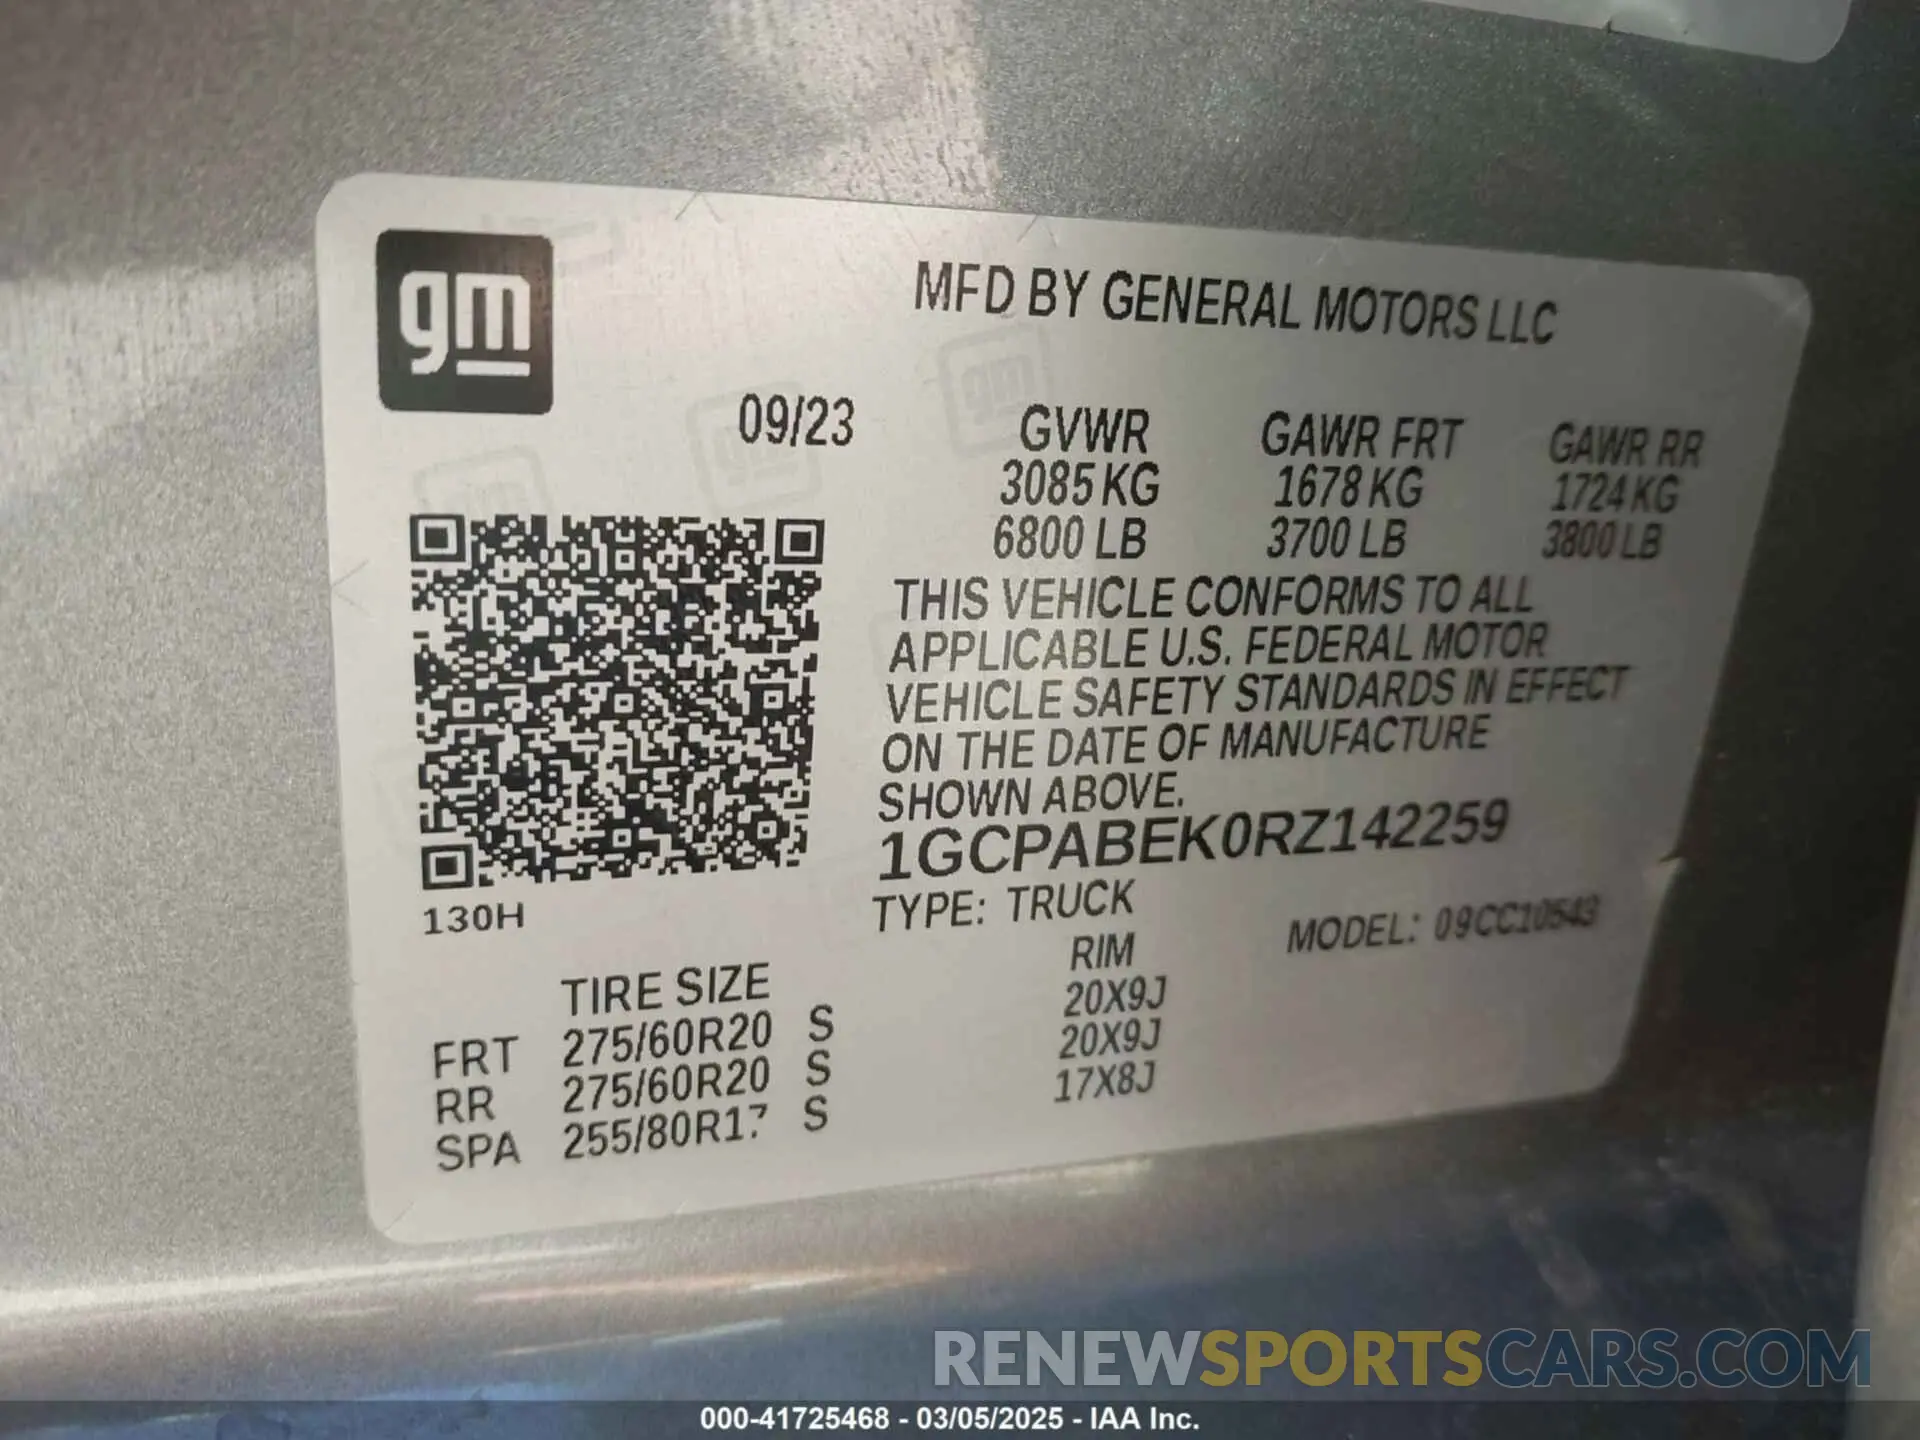 gm
MFD BY GENERAL MOTORS LLC
09/23
GVWR GAWR FRT GAWR RR
3085 KG 1678 KG 1724 KG
6800 LB 3700 LB 3800 LB
THIS VEHICLE CONFORMS TO ALL
APPLICABLE U.S. FEDERAL MOTOR
VEHICLE SAFETY STANDARDS IN EFFECT
ON THE DATE OF MANUFACTURE
SHOWN ABOVE.
1GCPABEK0RZ142259
TYPE: TRUCK MODEL: 09CC10543
130H
TIRE SIZE RIM
FRT 275/60R20 S 20X9J
RR 275/60R20 S 20X9J
SPA 255/80R17 S 17X8J
RENEWSPORTSCARS.COM
000-41725468 - 03/05/2025 - IAA Inc.